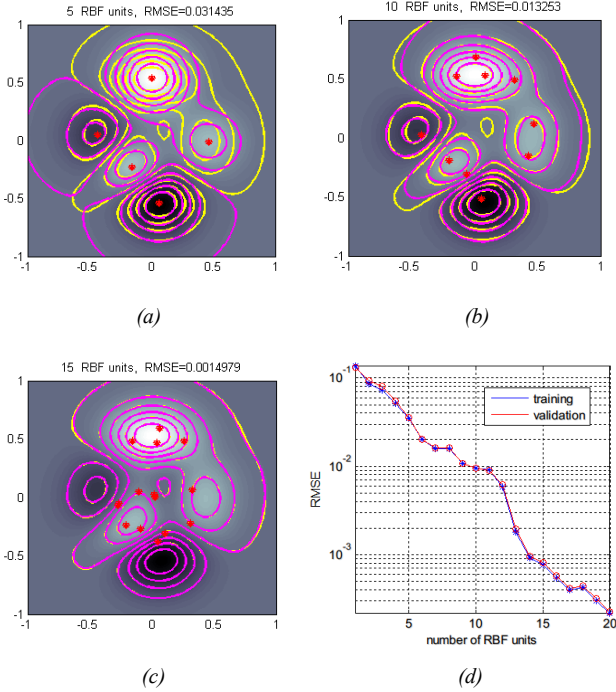 5 RBF units, RMSE=0.031435
1
0.5
0
-0.5
-1
-1 -0.5 0 0.5 1
(a)
10 RBF units, RMSE=0.013253
1
0.5
0
-0.5
-1
-1 -0.5 0 0.5 1
(b)
15 RBF units, RMSE=0.0014979
1
0.5
0
-0.5
-1
-1 -0.5 0 0.5 1
(c)
training
validation
RMSE
10^-1
10^-2
10^-3
5 10 15 20
number of RBF units
(d)